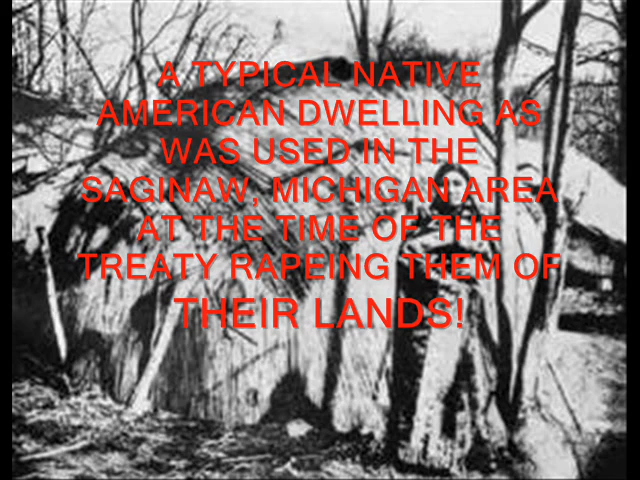 A TYPICAL NATIVE
AMERICAN DWELLING AS
WAS USED IN THE
SAGINAW, MICHIGAN AREA
AT THE TIME OF THE
TREATY RAPEING THEM OF
THEIR LANDS!